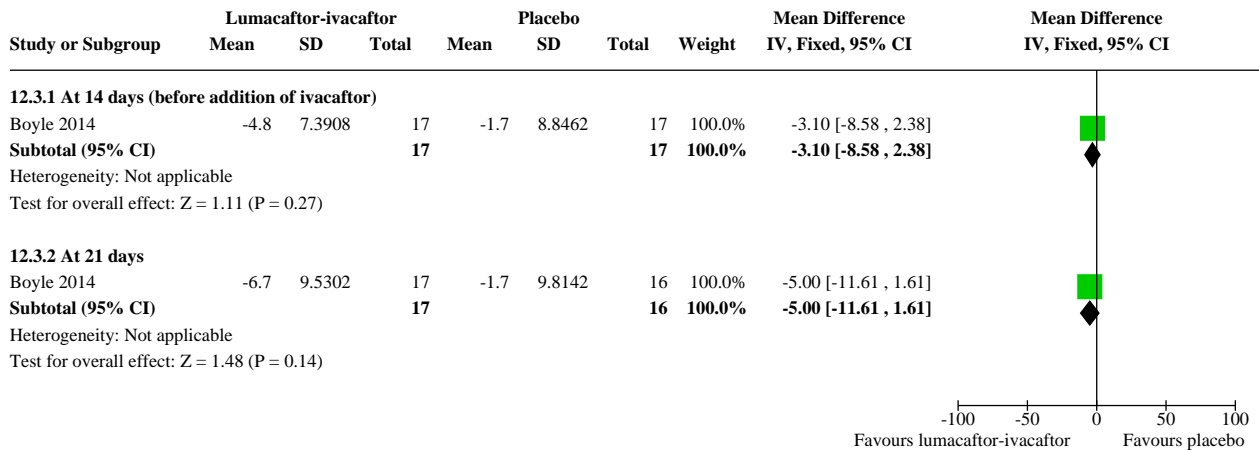 Lumacaftor-ivacaftor Placebo Mean Difference Mean Difference
Study or Subgroup Mean SD Total Mean SD Total Weight IV, Fixed, 95% CI IV, Fixed, 95% CI
12.3.1 At 14 days (before addition of ivacaftor)
Boyle 2014 -4.8 7.3908 17 -1.7 8.8462 17 100.0% -3.10 [-8.58 , 2.38]
Subtotal (95% CI) 17 17 100.0% -3.10 [-8.58 , 2.38]
Heterogeneity: Not applicable
Test for overall effect: Z = 1.11 (P = 0.27)
12.3.2 At 21 days
Boyle 2014 -6.7 9.5302 17 -1.7 9.8142 16 100.0% -5.00 [-11.61 , 1.61]
Subtotal (95% CI) 17 16 100.0% -5.00 [-11.61 , 1.61]
Heterogeneity: Not applicable
Test for overall effect: Z = 1.48 (P = 0.14)
-100 -50 0 50 100
Favours lumacaftor-ivacaftor Favours placebo